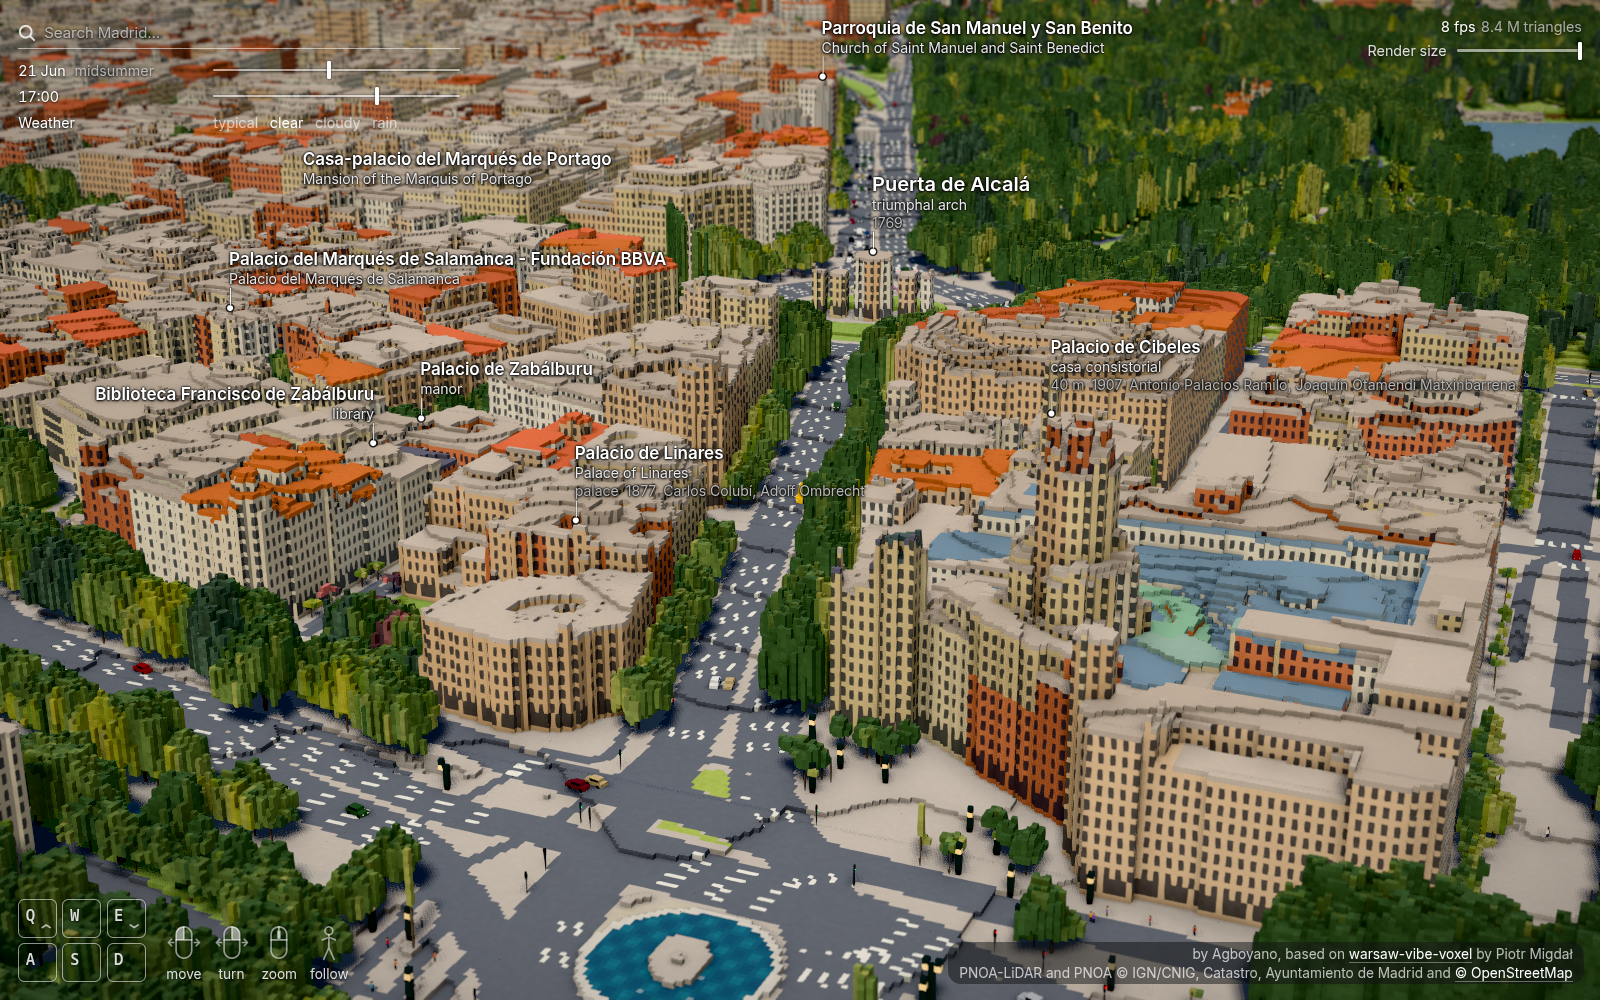 Search Madrid...
21 Jun midsummer
17:00
Weather typical clear cloudy rain
8 fps 8.4 M triangles
Render size
Parroquia de San Manuel y San Benito
Church of Saint Manuel and Saint Benedict
Casa-palacio del Marqués de Portago
Mansion of the Marquis of Portago
Puerta de Alcalá
triumphal arch
1769
Palacio del Marqués de Salamanca - Fundación BBVA
Palacio del Marqués de Salamanca
Palacio de Cibeles
casa consistorial
40 m 1907, Antonio Palacios Ramilo, Joaquín Otamendi Matxinbarrena
Palacio de Zabálburu
manor
Biblioteca Francisco de Zabálburu
library
Palacio de Linares
Palace of Linares
palace 1877, Carlos Colubí, Adolf Ombrecht
Q W E
A S D
move turn zoom follow
by Agboyano, based on warsaw-vibe-voxel by Piotr Migdał
PNOA-LiDAR and PNOA © IGN/CNIG, Catastro, Ayuntamiento de Madrid and © OpenStreetMap